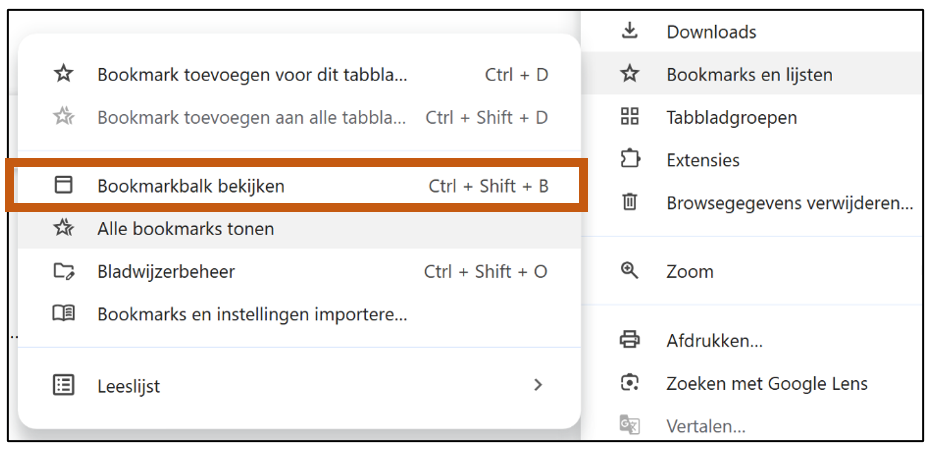 Bookmark toevoegen voor dit tabbla... Ctrl + D
Bookmark toevoegen aan alle tabbla... Ctrl + Shift + D
Bookmarkbalk bekijken Ctrl + Shift + B
Alle bookmarks tonen
Bladwijzerbeheer Ctrl + Shift + O
Bookmarks en instellingen importere...
Leeslijst
Downloads
Bookmarks en lijsten
Tabbladgroepen
Extensies
Browsegegevens verwijderen...
Zoom
Afdrukken...
Zoeken met Google Lens
Vertalen...